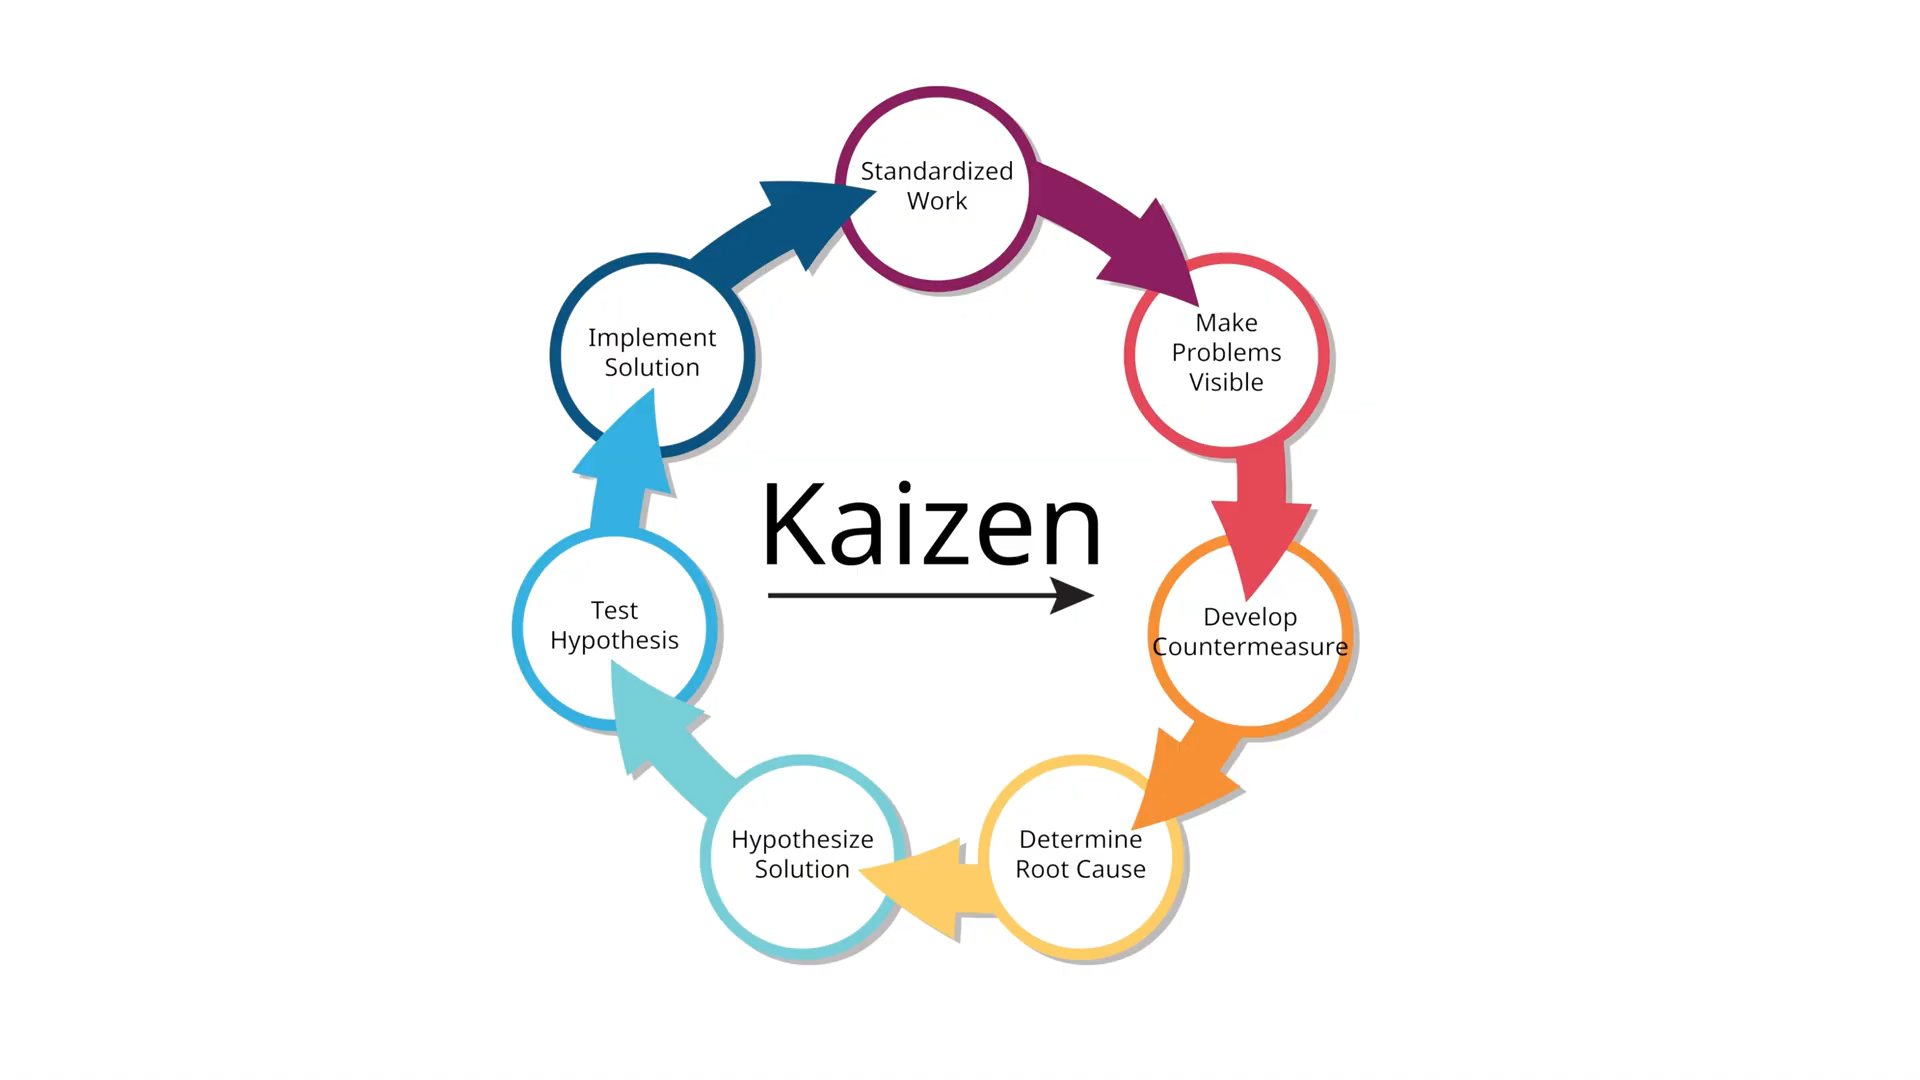 Standardized
Work
Make
Problems
Visible
Develop
Countermeasure
Determine
Root Cause
Hypothesize
Solution
Test
Hypothesis
Implement
Solution
Kaizen